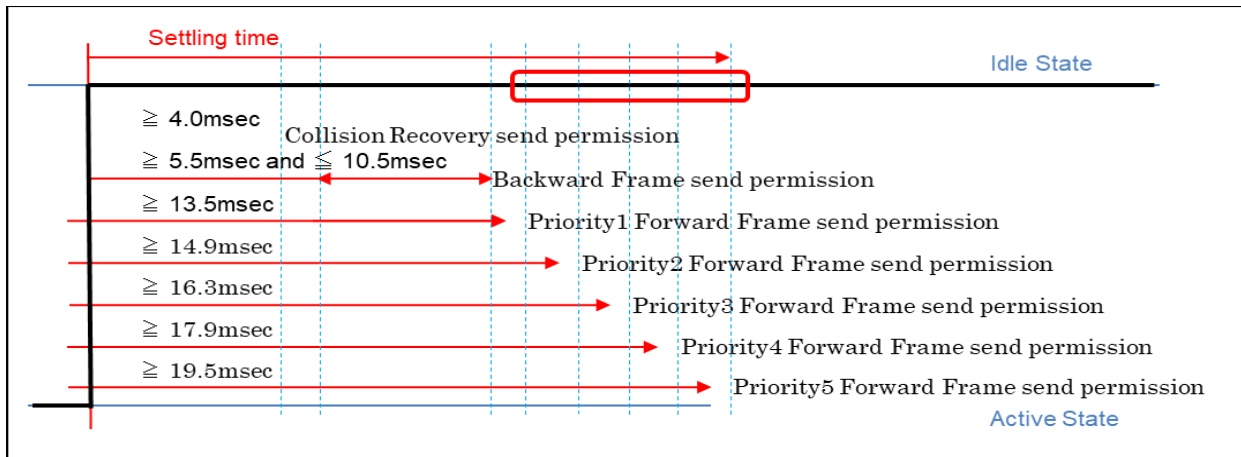 Settling time
Idle State
≧ 4.0msec
Collision Recovery send permission
≧ 5.5msec and ≦ 10.5msec
Backward Frame send permission
≧ 13.5msec
Priority1 Forward Frame send permission
≧ 14.9msec
Priority2 Forward Frame send permission
≧ 16.3msec
Priority3 Forward Frame send permission
≧ 17.9msec
Priority4 Forward Frame send permission
≧ 19.5msec
Priority5 Forward Frame send permission
Active State